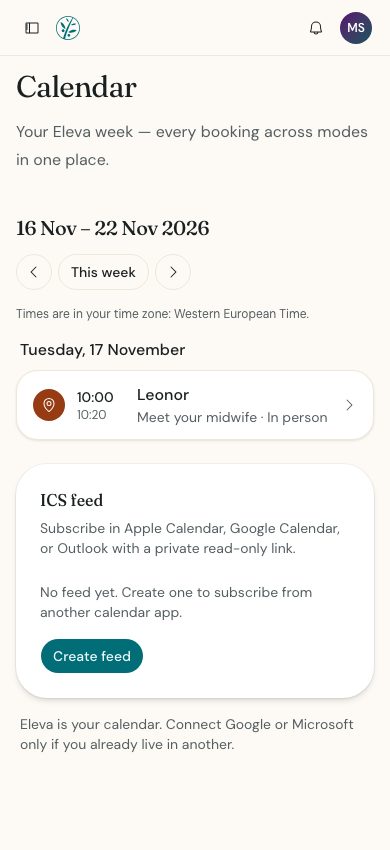 MS
Calendar
Your Eleva week — every booking across modes
in one place.
16 Nov – 22 Nov 2026
This week
Times are in your time zone: Western European Time.
Tuesday, 17 November
10:00 Leonor
10:20 Meet your midwife · In person
ICS feed
Subscribe in Apple Calendar, Google Calendar,
or Outlook with a private read-only link.
No feed yet. Create one to subscribe from
another calendar app.
Create feed
Eleva is your calendar. Connect Google or Microsoft
only if you already live in another.